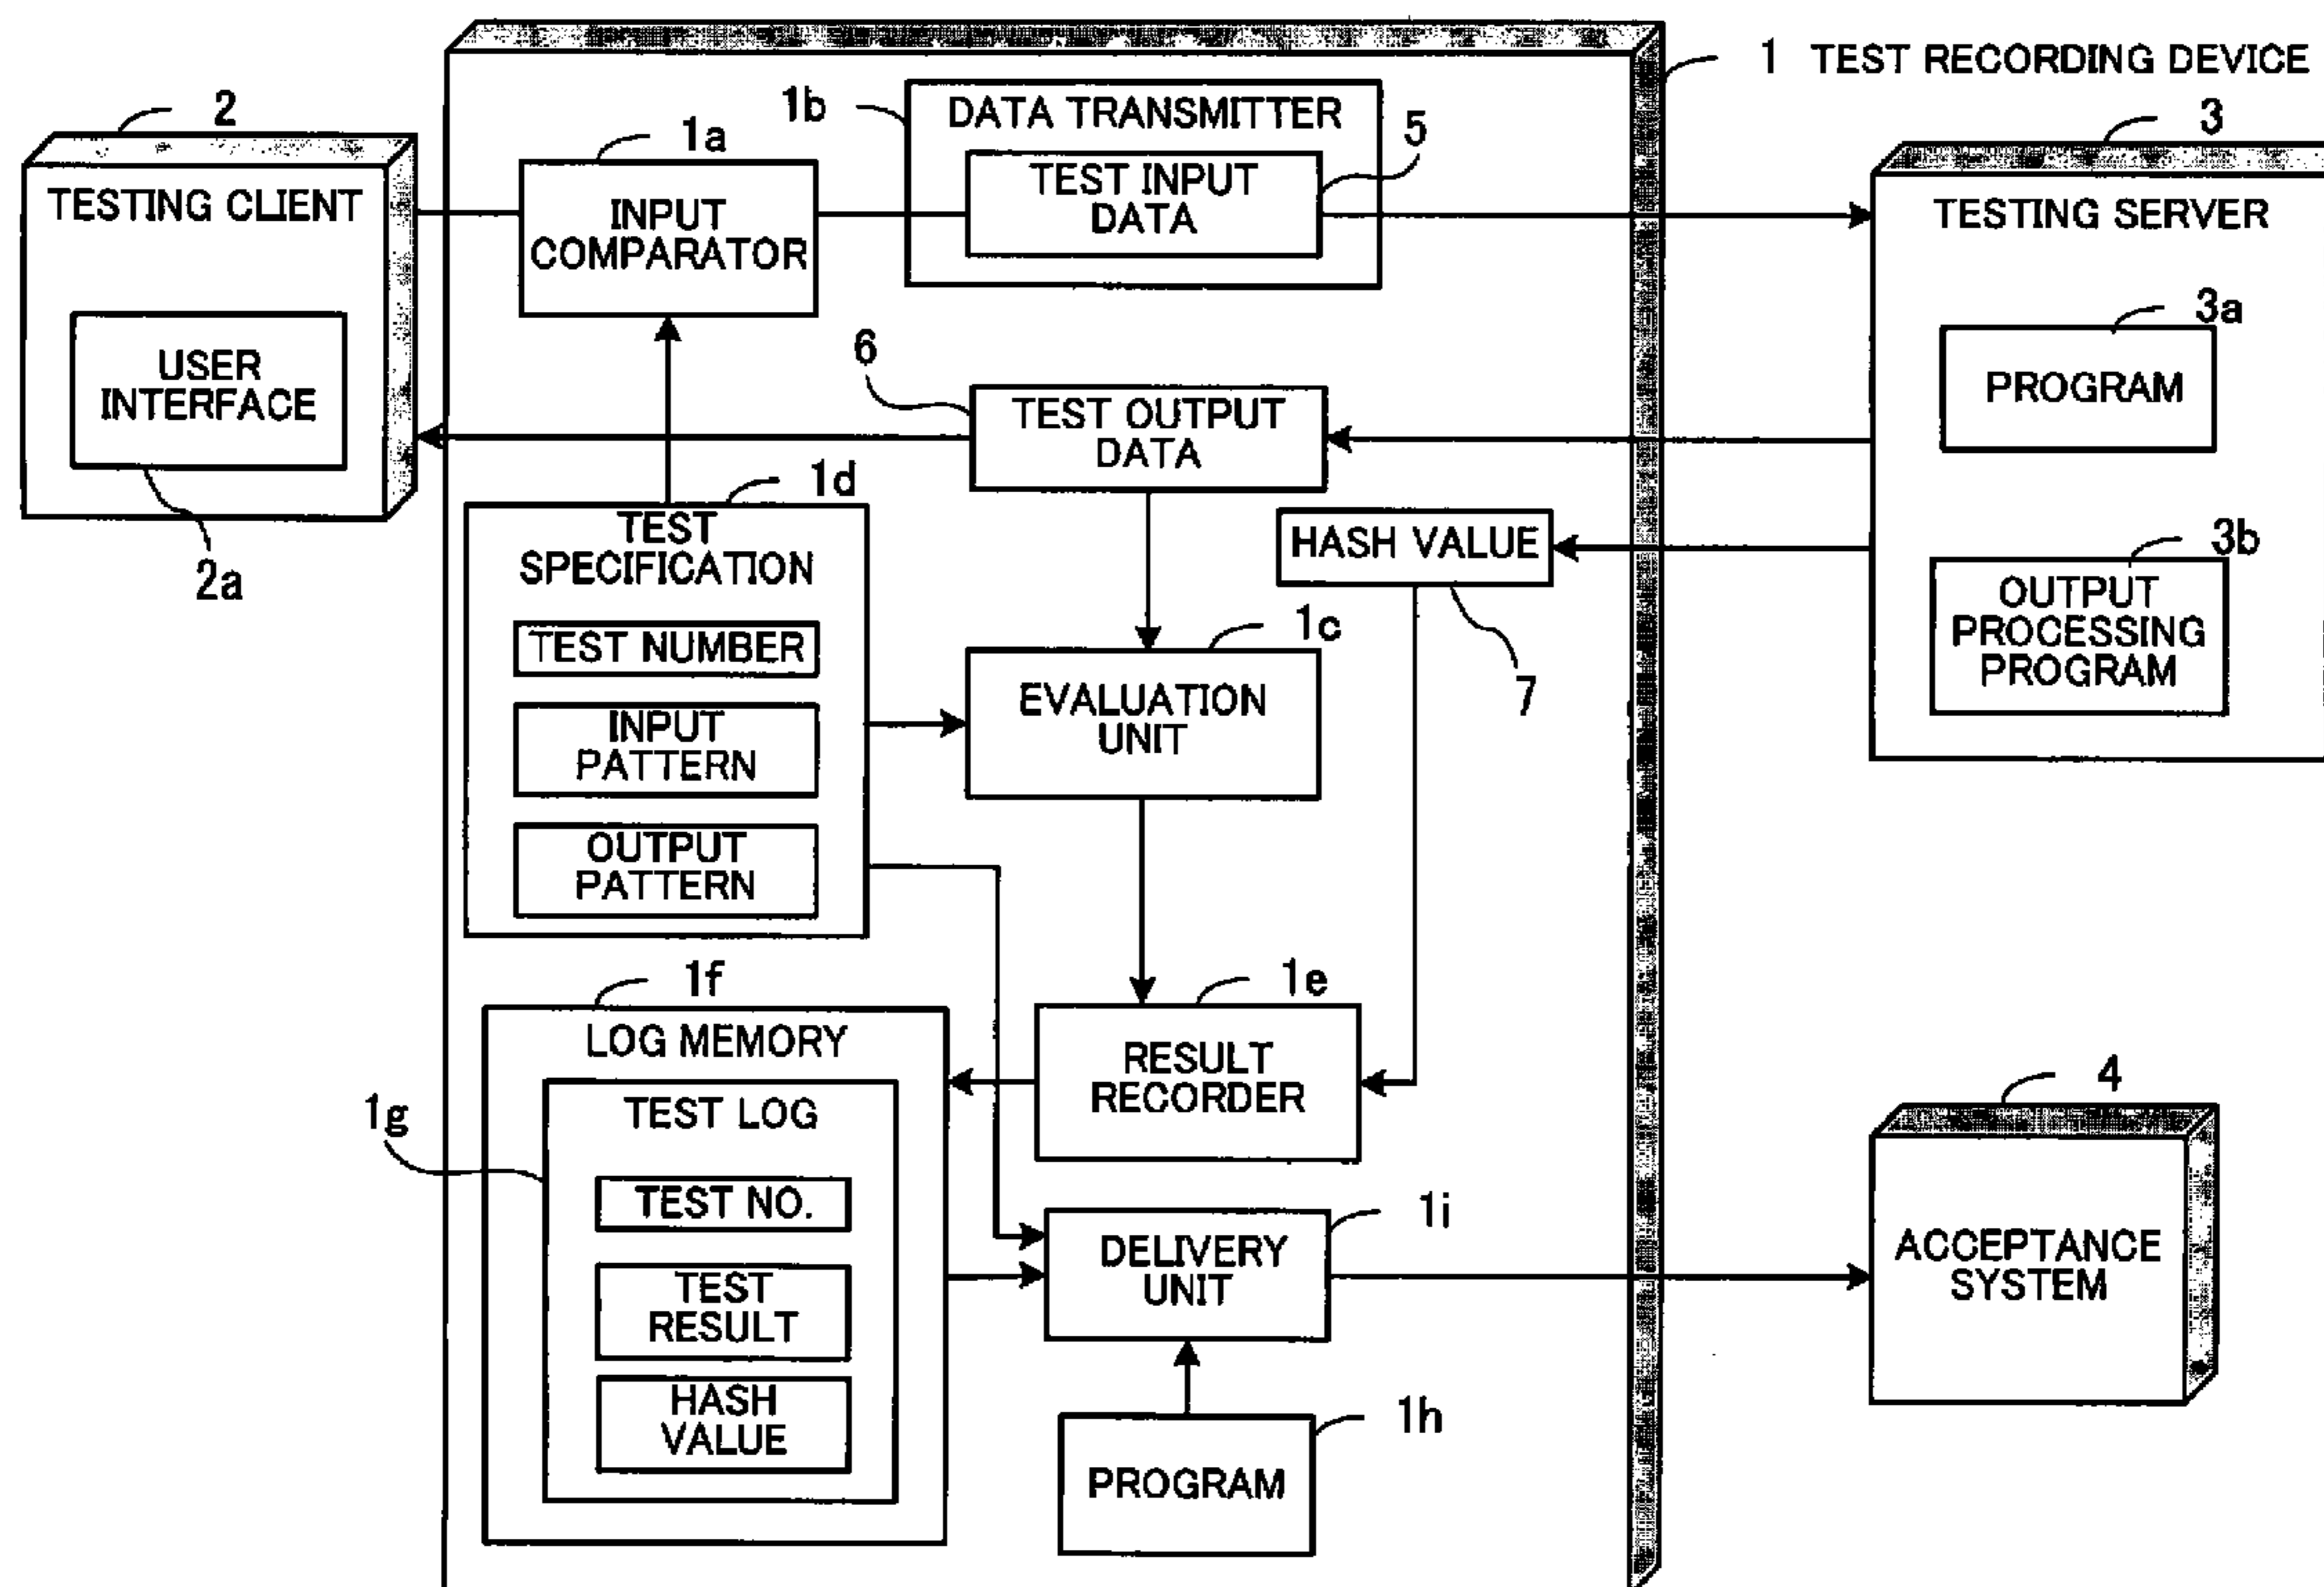 1 TEST RECORDING DEVICE
2
TESTING CLIENT
USER
INTERFACE
2a
1a
INPUT
COMPARATOR
1b
DATA TRANSMITTER
5
TEST INPUT
DATA
3
TESTING SERVER
3a
PROGRAM
3b
OUTPUT
PROCESSING
PROGRAM
6
TEST OUTPUT
DATA
HASH VALUE
7
1d
TEST
SPECIFICATION
TEST NUMBER
INPUT
PATTERN
OUTPUT
PATTERN
1c
EVALUATION
UNIT
1f
LOG MEMORY
1g
TEST LOG
TEST NO.
TEST
RESULT
HASH
VALUE
1e
RESULT
RECORDER
1i
DELIVERY
UNIT
1h
PROGRAM
4
ACCEPTANCE
SYSTEM